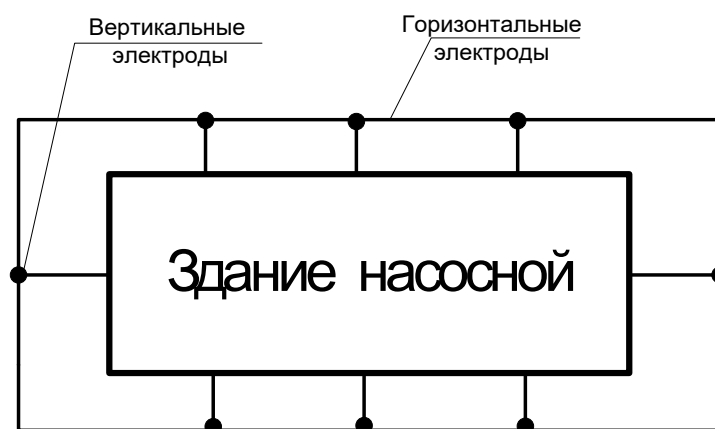 Вертикальные
электроды
Горизонтальные
электроды
Здание насосной